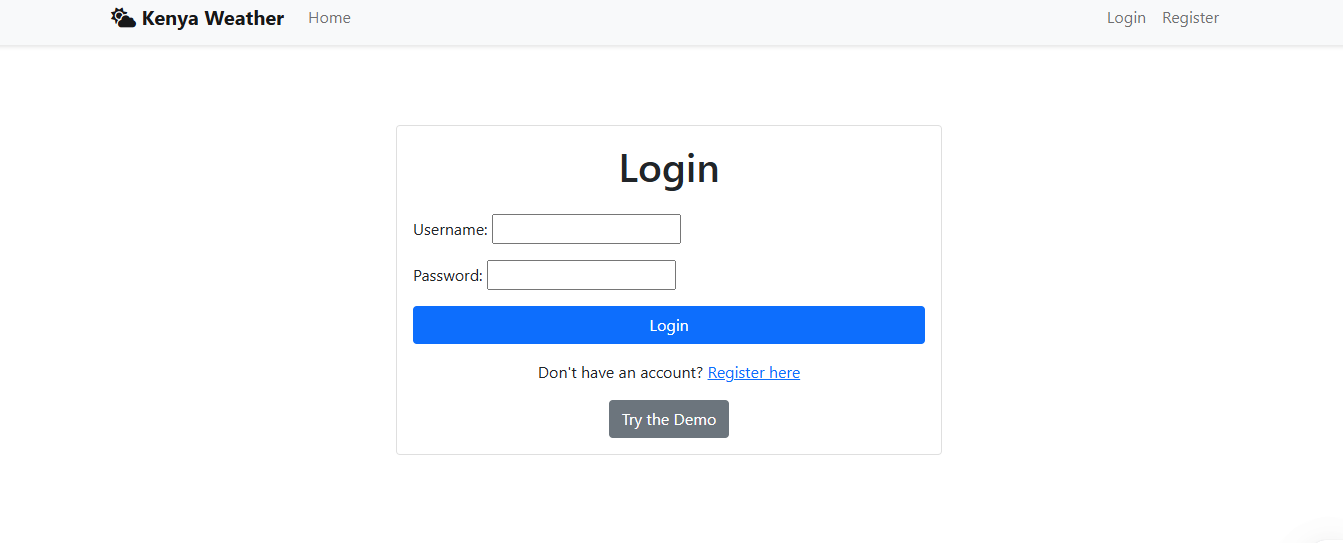 Kenya Weather Home Login Register
Login
Username:
Password:
Login
Don't have an account? Register here
Try the Demo